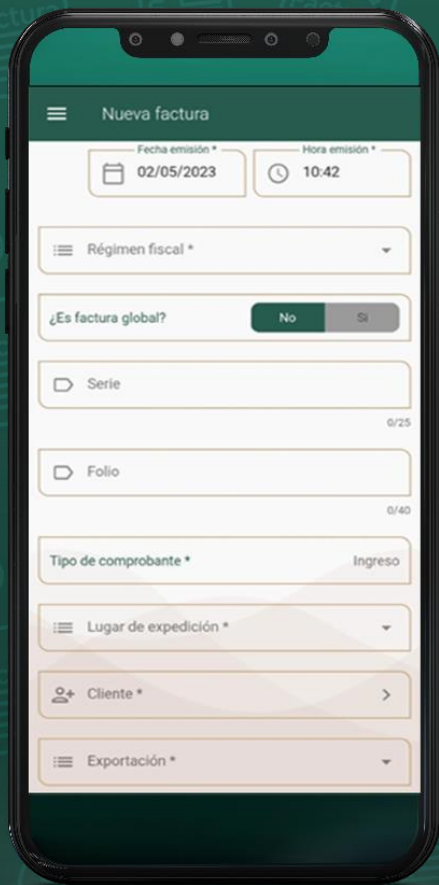 Nueva factura
Fecha emisión * Hora emisión *
02/05/2023 10:42
Régimen fiscal *
¿Es factura global? No Si
Serie
0/25
Folio
0/40
Tipo de comprobante * Ingreso
Lugar de expedición *
Cliente *
Exportación *